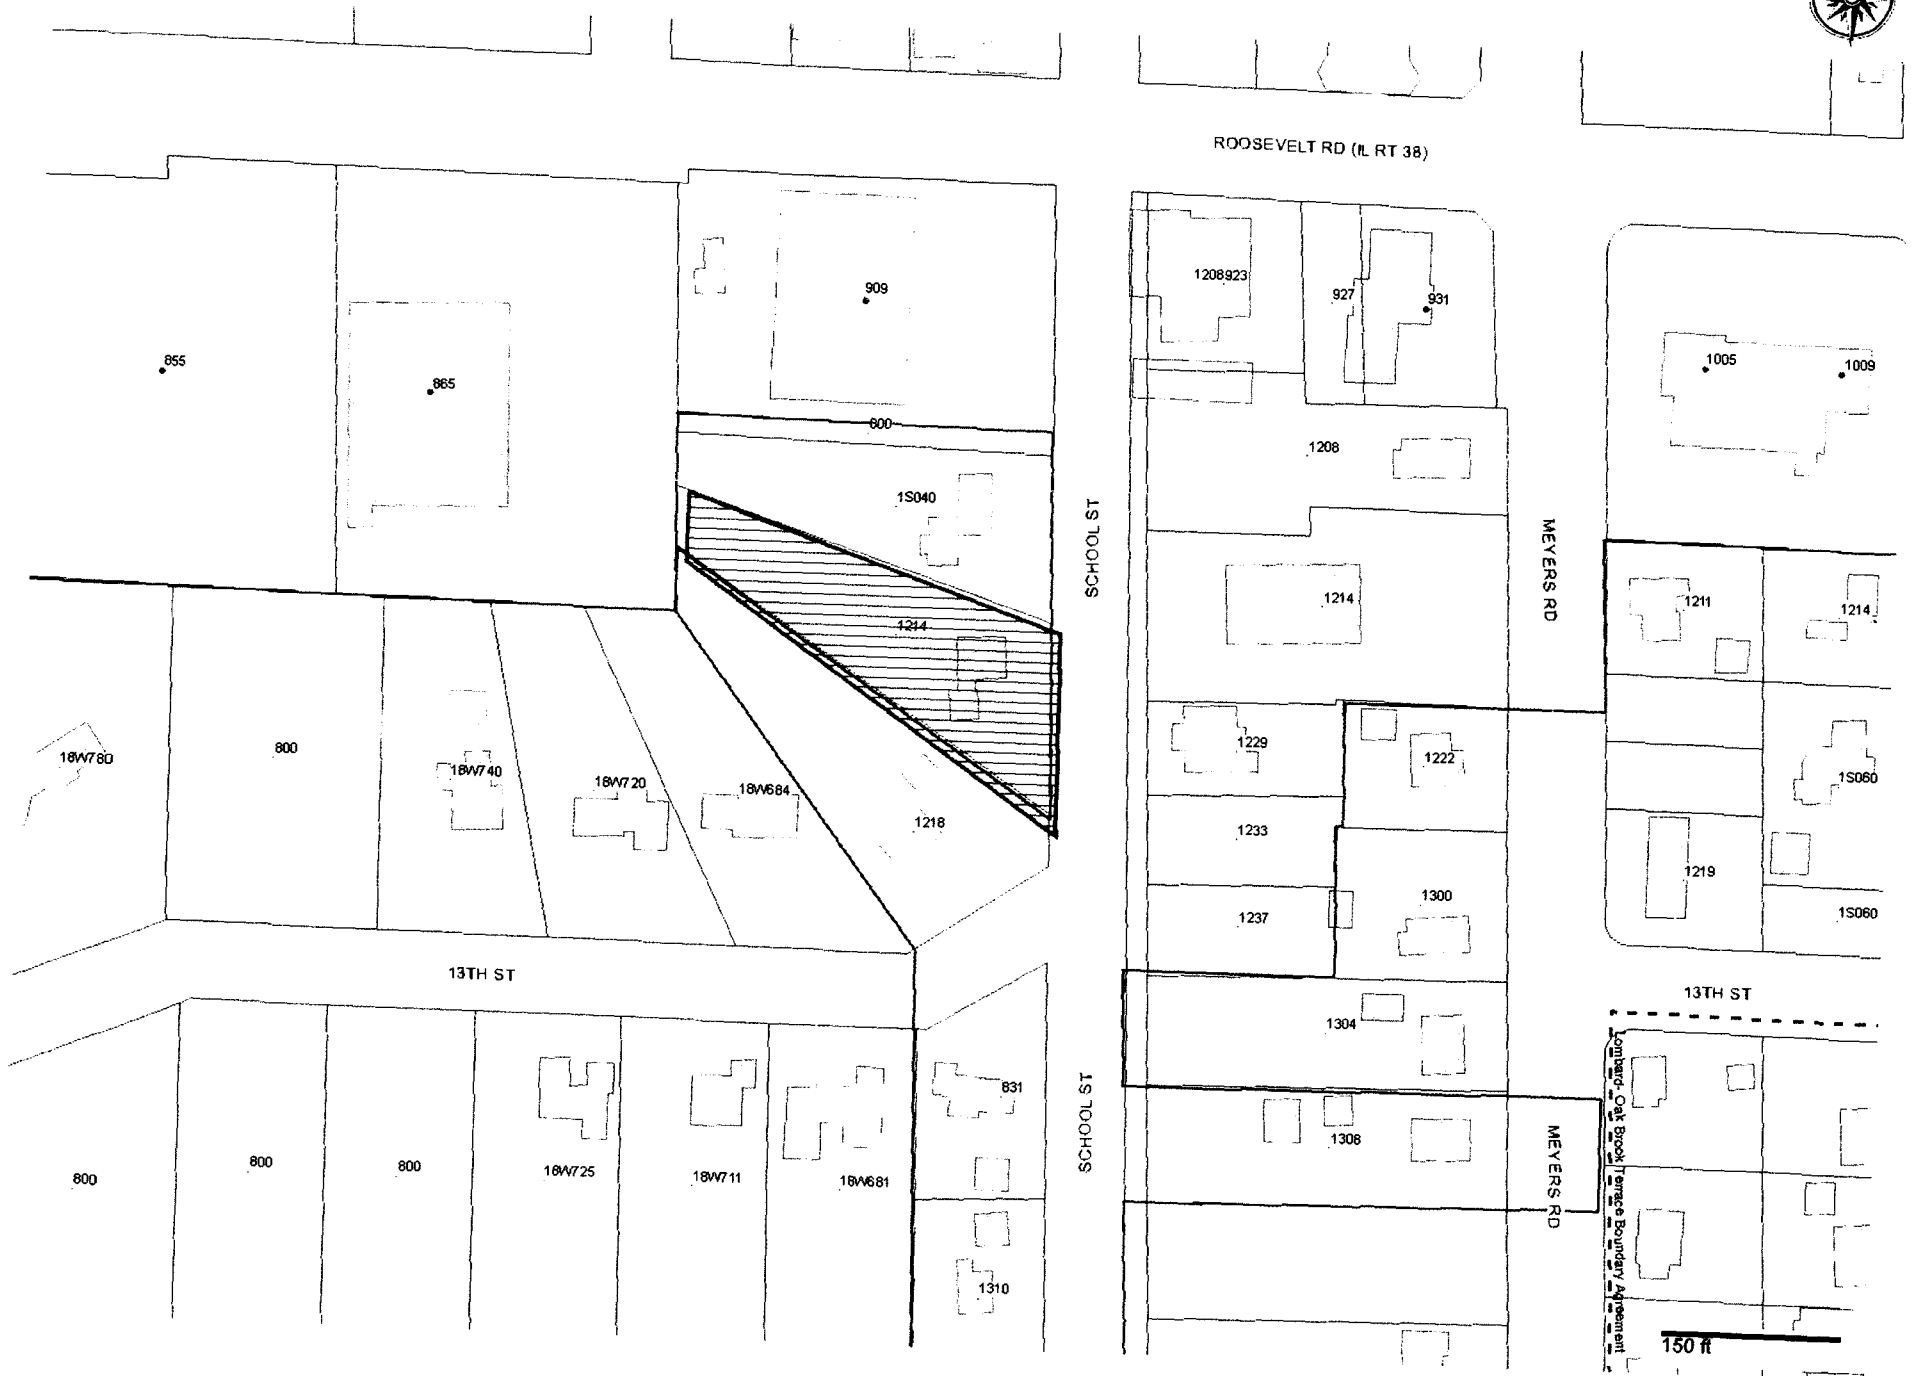 ROOSEVELT RD (IL RT 38)
909
1208923
927
931
855
865
1005
1009
800
1208
1S040
SCHOOL ST
MEYERS RD
1214
1214
1211
1214
18W780
800
18W740
18W720
18W684
1218
1229
1222
1S060
1233
1219
1300
1237
1S060
13TH ST
13TH ST
1304
Lombard- Oak Brook Terrace Boundary Agreement
831
SCHOOL ST
1308
MEYERS RD
800
800
800
18W725
18W711
18W681
1310
150 ft